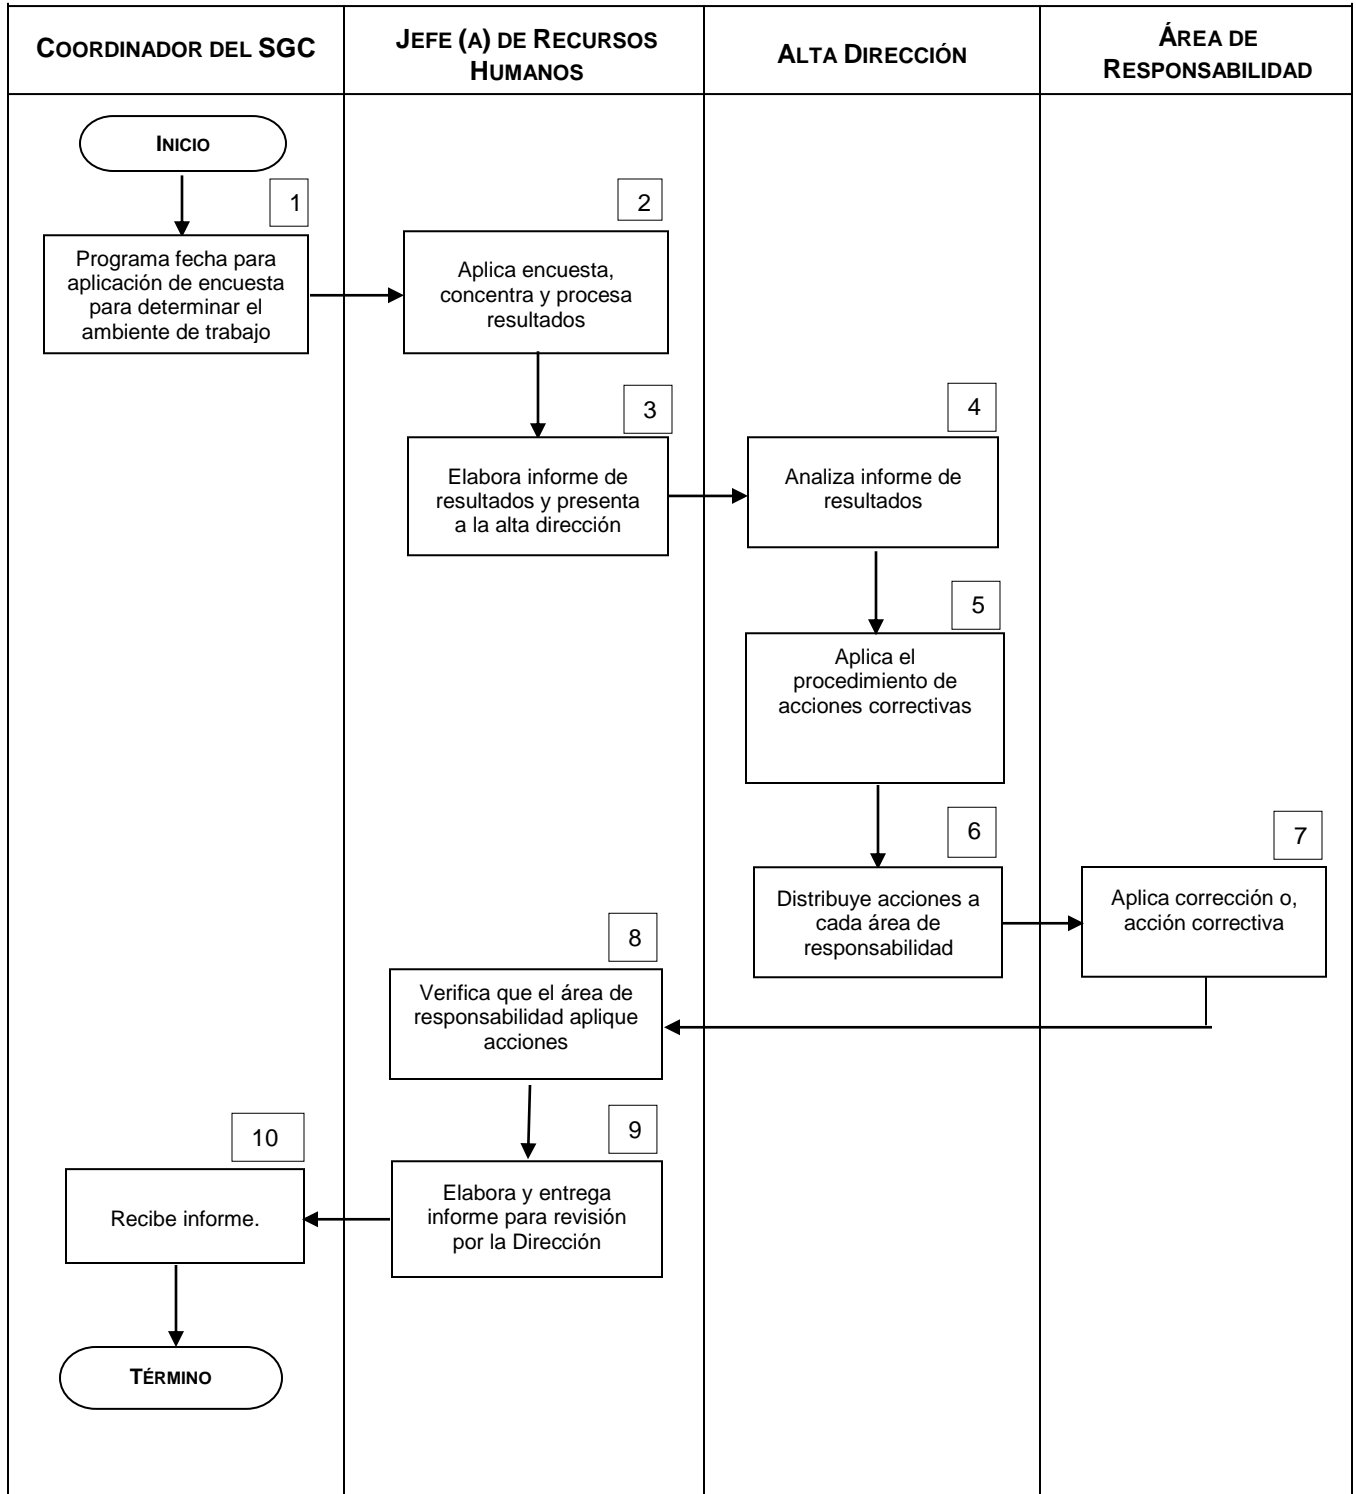 COORDINADOR DEL SGC
JEFE (A) DE RECURSOS
HUMANOS
ALTA DIRECCIÓN
ÁREA DE
RESPONSABILIDAD
INICIO
1
Programa fecha para
aplicación de encuesta
para determinar el
ambiente de trabajo
2
Aplica encuesta,
concentra y procesa
resultados
3
Elabora informe de
resultados y presenta
a la alta dirección
4
Analiza informe de
resultados
5
Aplica el
procedimiento de
acciones correctivas
6
Distribuye acciones a
cada área de
responsabilidad
7
Aplica corrección o,
acción correctiva
8
Verifica que el área de
responsabilidad aplique
acciones
9
Elabora y entrega
informe para revisión
por la Dirección
10
Recibe informe.
TÉRMINO